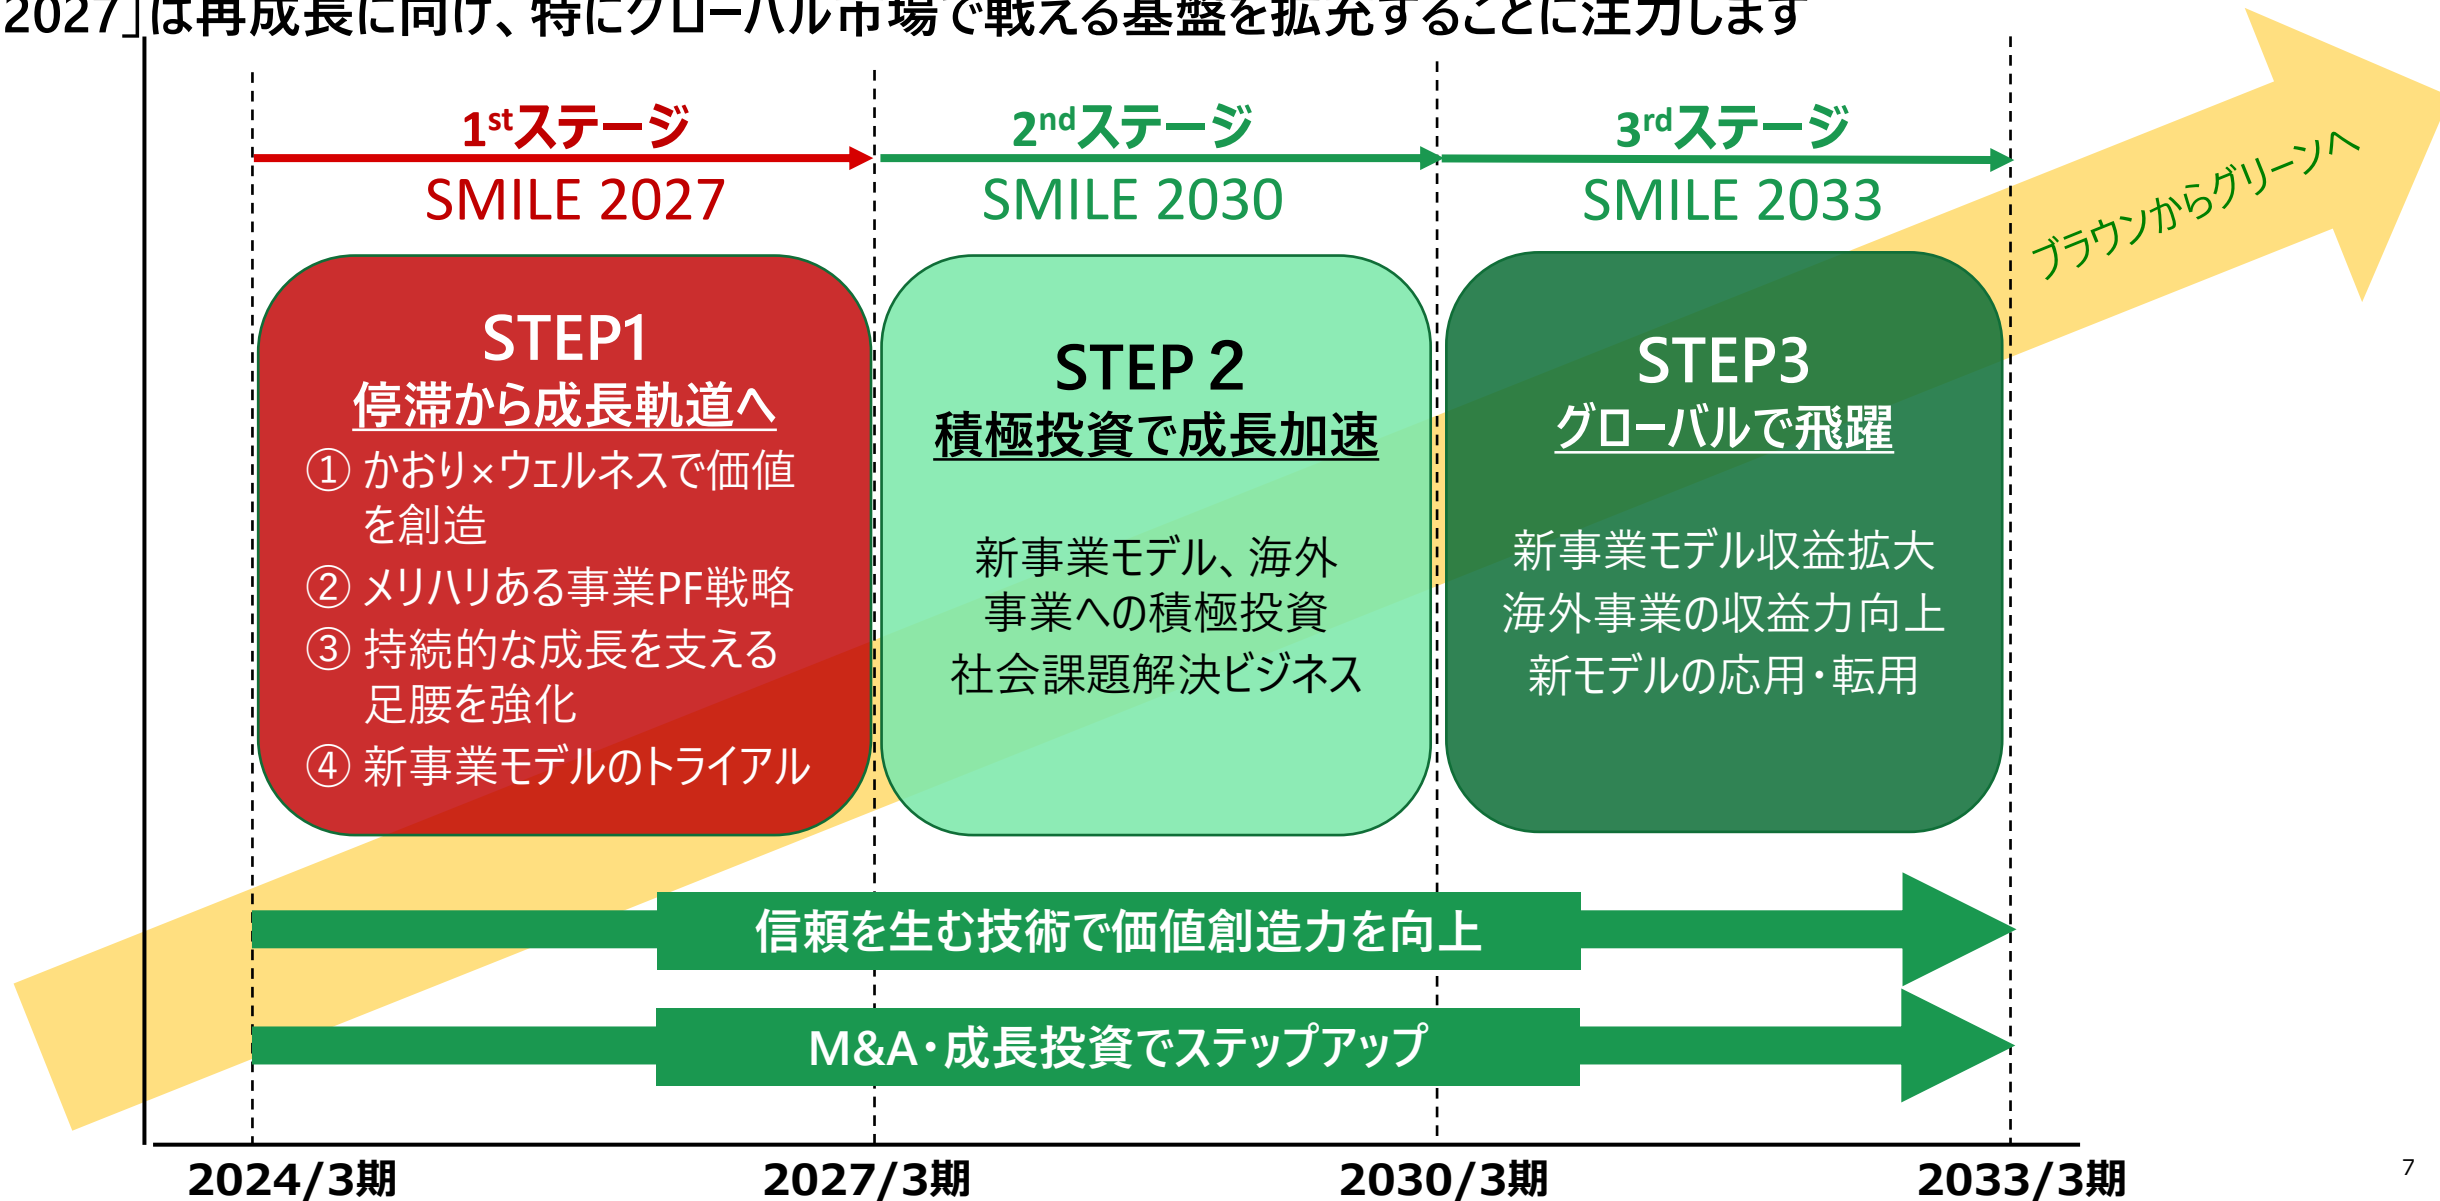 2027」は再成長に向け、特にグローバル市場で戦える基盤を拡充することに注力します
1stステージ
SMILE 2027
2ndステージ
SMILE 2030
3rdステージ
SMILE 2033
ブラウンからグリーンへ
STEP1
停滞から成長軌道へ
① かおり×ウェルネスで価値
を創造
② メリハリある事業PF戦略
③ 持続的な成長を支える
足腰を強化
④ 新事業モデルのトライアル
STEP 2
積極投資で成長加速
新事業モデル、海外
事業への積極投資
社会課題解決ビジネス
STEP3
グローバルで飛躍
新事業モデル収益拡大
海外事業の収益力向上
新モデルの応用・転用
信頼を生む技術で価値創造力を向上
M&A・成長投資でステップアップ
2024/3期
2027/3期
2030/3期
2033/3期
7